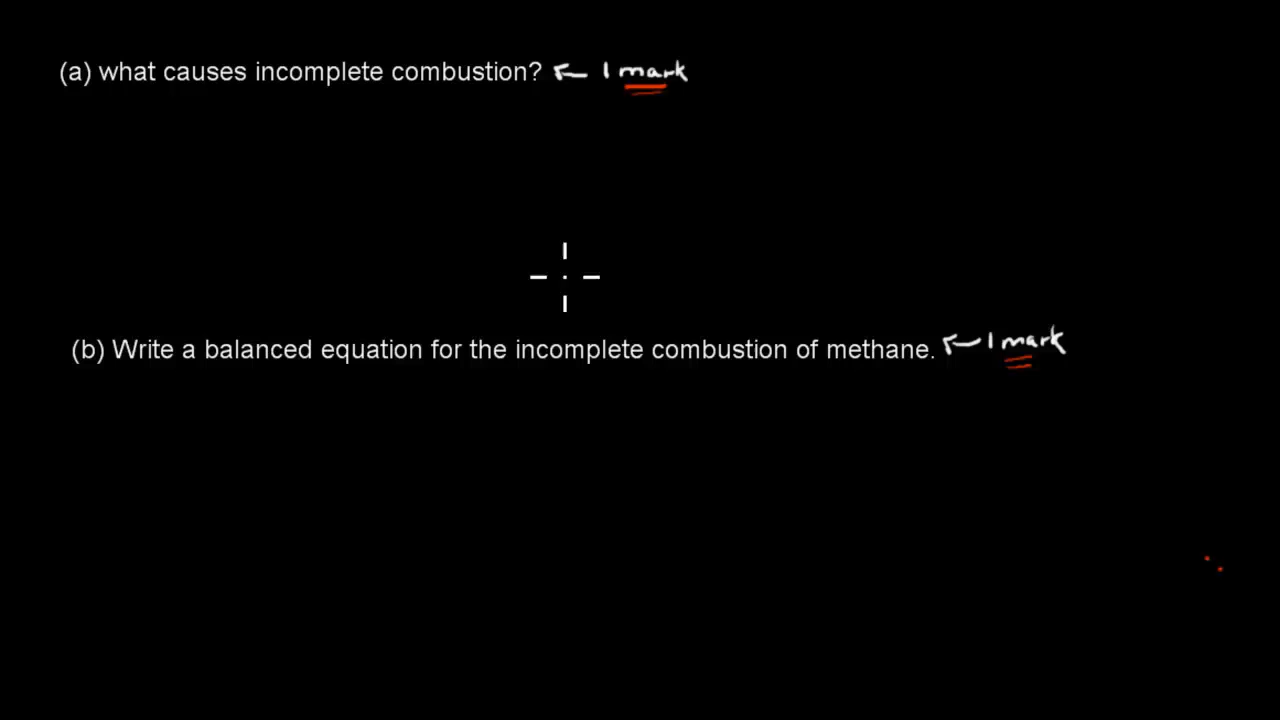 (a) what causes incomplete combustion? ← 1 mark
(b) Write a balanced equation for the incomplete combustion of methane. ← 1 mark